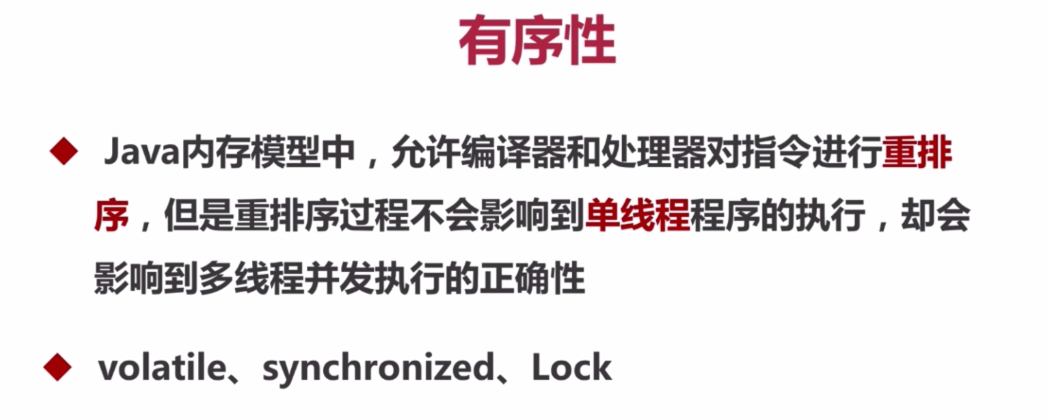 有序性
Java内存模型中，允许编译器和处理器对指令进行重排
序，但是重排序过程不会影响到单线程程序的执行，却会
影响到多线程并发执行的正确性
volatile、synchronized、Lock